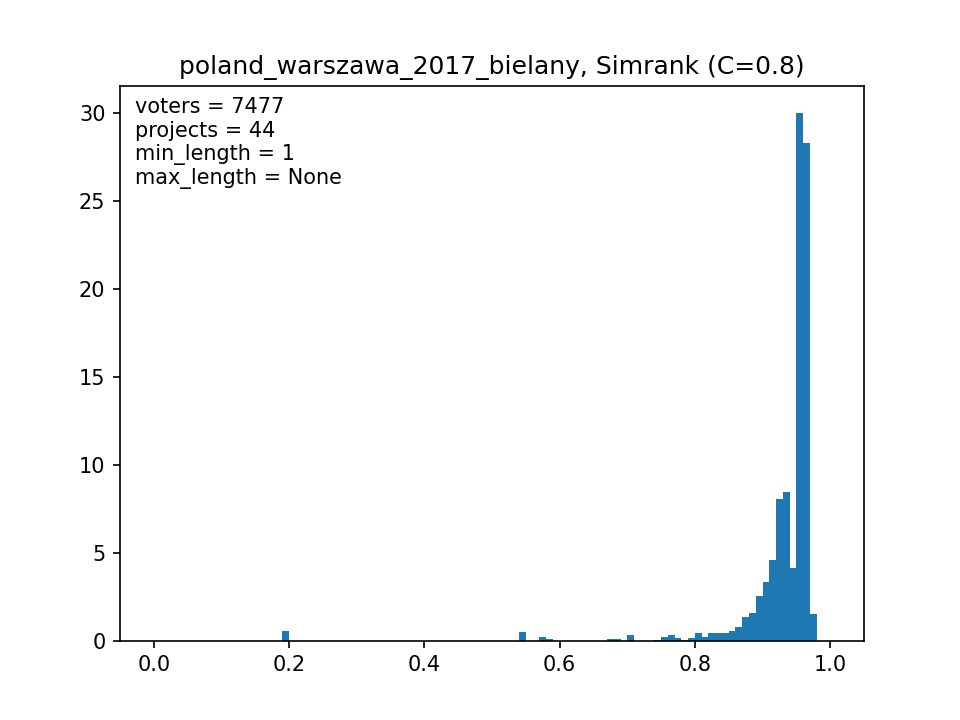 poland_warszawa_2017_bielany, Simrank (C=0.8)
voters = 7477
projects = 44
min_length = 1
max_length = None
30
25
20
15
10
5
0
0.0 0.2 0.4 0.6 0.8 1.0